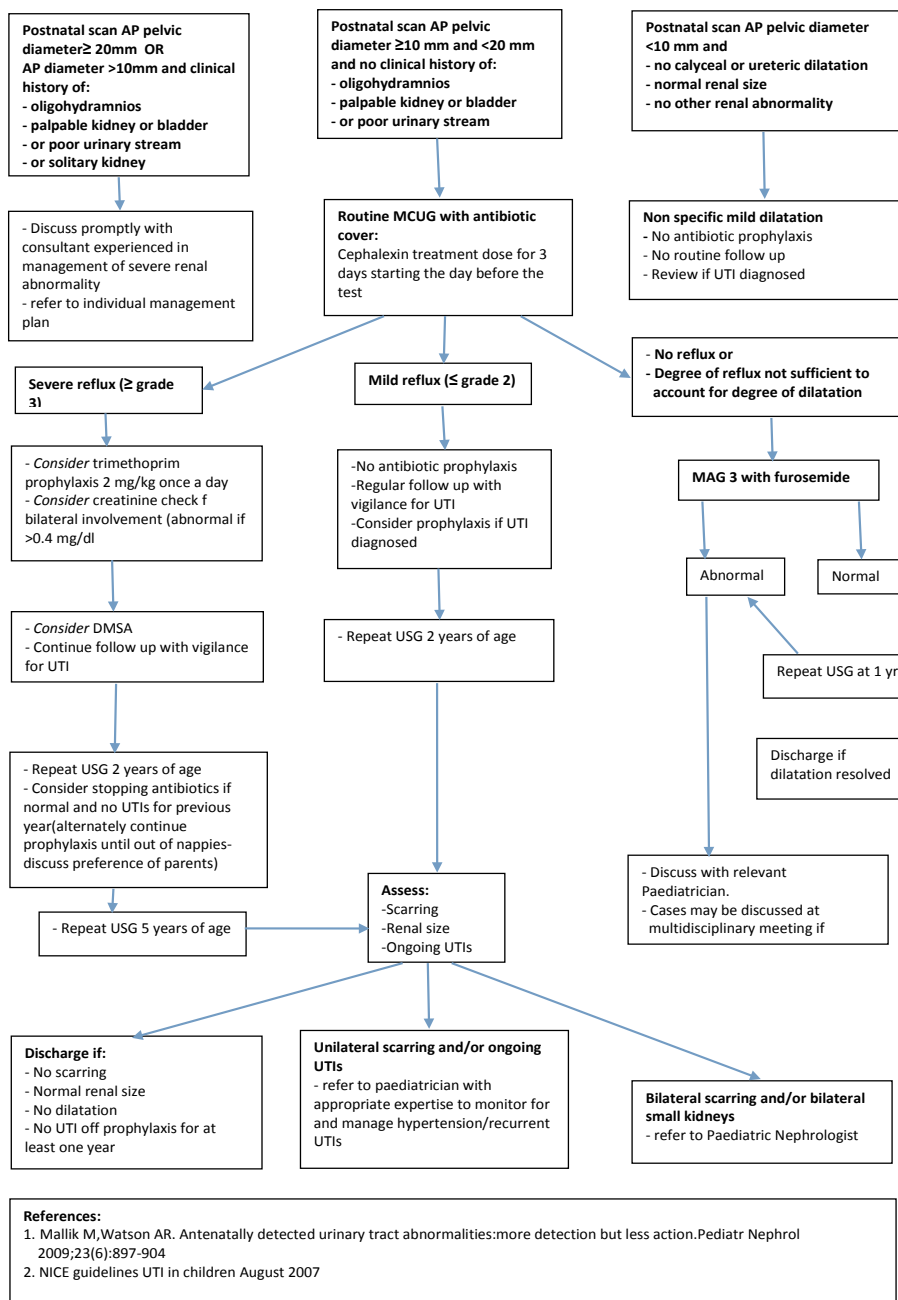 Postnatal scan AP pelvic
diameter≥ 20mm OR
AP diameter >10mm and clinical
history of:
- oligohydramnios
- palpable kidney or bladder
- or poor urinary stream
- or solitary kidney
Postnatal scan AP pelvic
diameter ≥10 mm and <20 mm
and no clinical history of:
- oligohydramnios
- palpable kidney or bladder
- or poor urinary stream
Postnatal scan AP pelvic diameter
<10 mm and
- no calyceal or ureteric dilatation
- normal renal size
- no other renal abnormality
- Discuss promptly with
consultant experienced in
management of severe renal
abnormality
- refer to individual management
plan
Routine MCUG with antibiotic
cover:
Cephalexin treatment dose for 3
days starting the day before the
test
Non specific mild dilatation
- No antibiotic prophylaxis
- No routine follow up
- Review if UTI diagnosed
Severe reflux (≥ grade
3)
Mild reflux (≤ grade 2)
- No reflux or
- Degree of reflux not sufficient to
account for degree of dilatation
- Consider trimethoprim
prophylaxis 2 mg/kg once a day
- Consider creatinine check f
bilateral involvement (abnormal if
>0.4 mg/dl
-No antibiotic prophylaxis
-Regular follow up with
vigilance for UTI
-Consider prophylaxis if UTI
diagnosed
MAG 3 with furosemide
Abnormal
Normal
- Consider DMSA
- Continue follow up with vigilance
for UTI
- Repeat USG 2 years of age
Repeat USG at 1 yr
Discharge if
dilatation resolved
- Repeat USG 2 years of age
- Consider stopping antibiotics if
normal and no UTIs for previous
year(alternately continue
prophylaxis until out of nappies-
discuss preference of parents)
- Repeat USG 5 years of age
Assess:
-Scarring
-Renal size
-Ongoing UTIs
- Discuss with relevant
Paediatrician.
- Cases may be discussed at
multidisciplinary meeting if
Discharge if:
- No scarring
- Normal renal size
- No dilatation
- No UTI off prophylaxis for at
least one year
Unilateral scarring and/or ongoing
UTIs
- refer to paediatrician with
appropriate expertise to monitor for
and manage hypertension/recurrent
UTIs
Bilateral scarring and/or bilateral
small kidneys
- refer to Paediatric Nephrologist
References:
1. Mallik M,Watson AR. Antenatally detected urinary tract abnormalities:more detection but less action.Pediatr Nephrol
2009;23(6):897-904
2. NICE guidelines UTI in children August 2007